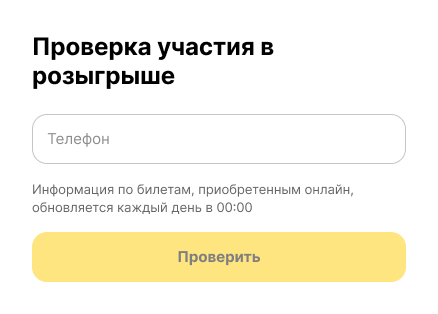 Проверка участия в
розыгрыше
Телефон
Информация по билетам, приобретенным онлайн,
обновляется каждый день в 00:00
Проверить